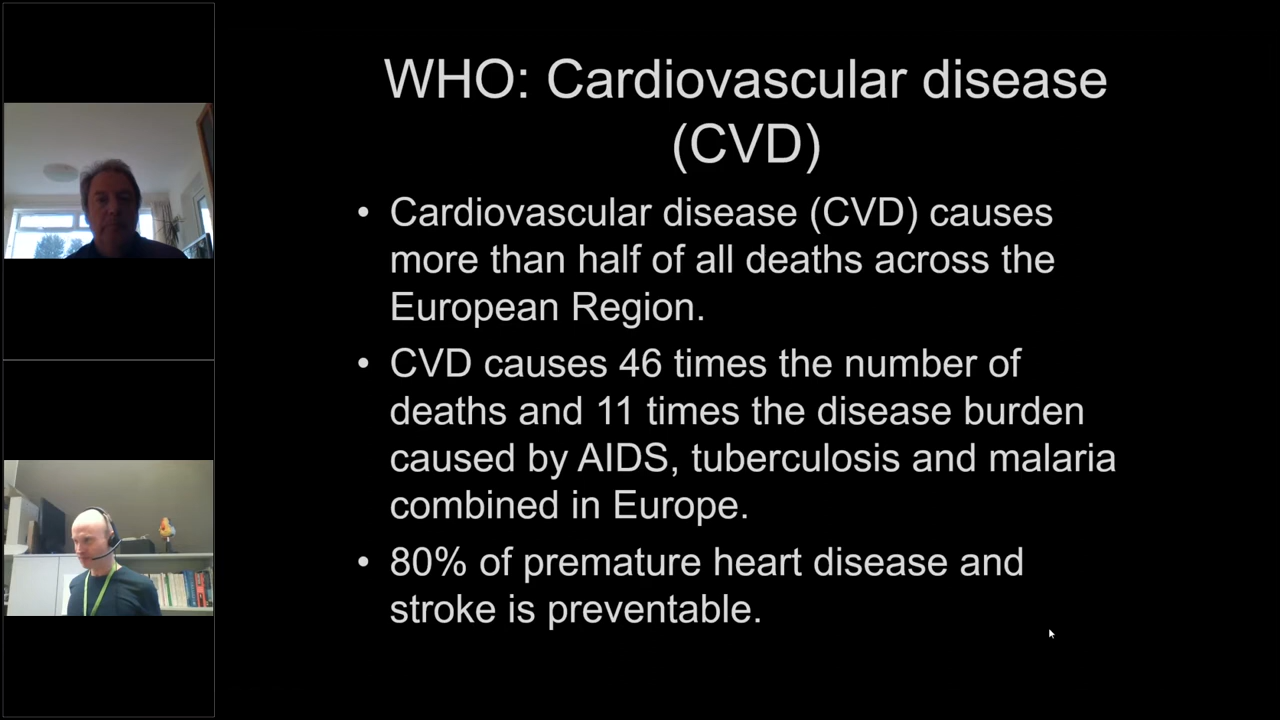 WHO: Cardiovascular disease
(CVD)
• Cardiovascular disease (CVD) causes
more than half of all deaths across the
European Region.
• CVD causes 46 times the number of
deaths and 11 times the disease burden
caused by AIDS, tuberculosis and malaria
combined in Europe.
• 80% of premature heart disease and
stroke is preventable.